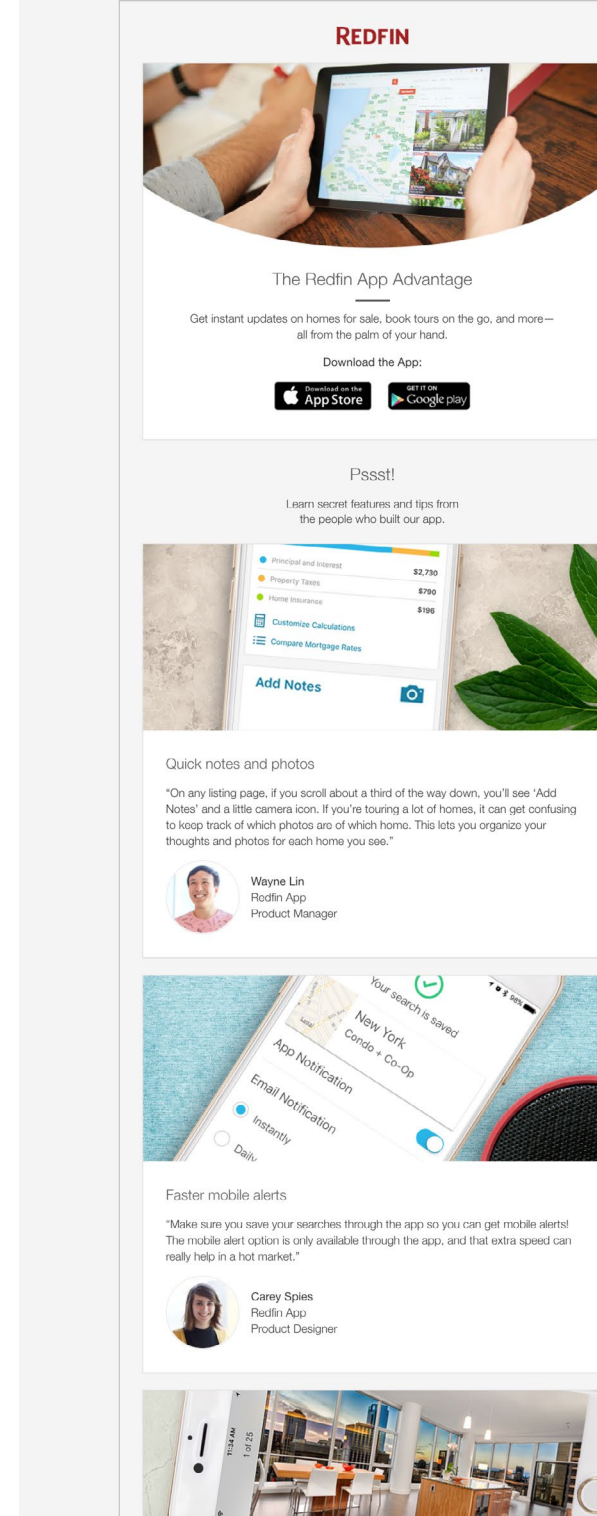 REDFIN
The Redfin App Advantage
Get instant updates on homes for sale, book tours on the go, and more—
all from the palm of your hand.
Download the App:
Download on the
App Store
GET IT ON
Google play
Pssst!
Learn secret features and tips from
the people who built our app.
Principal and Interest
$2,730
Property Taxes
$790
Home Insurance
$196
Customize Calculations
Compare Mortgage Rates
Add Notes
Quick notes and photos
“On any listing page, if you scroll about a third of the way down, you’ll see ‘Add
Notes’ and a little camera icon. If you’re touring a lot of homes, it can get confusing
to keep track of which photos are of which home. This lets you organize your
thoughts and photos for each home you see.”
Wayne Lin
Redfin App
Product Manager
98%
Your search is saved
New York
Condo + Co-Op
App Notification
Email Notification
Instantly
Daily
Faster mobile alerts
“Make sure you save your searches through the app so you can get mobile alerts!
The mobile alert option is only available through the app, and that extra speed can
really help in a hot market.”
Carey Spies
Redfin App
Product Designer
11:34 AM
1 of 25